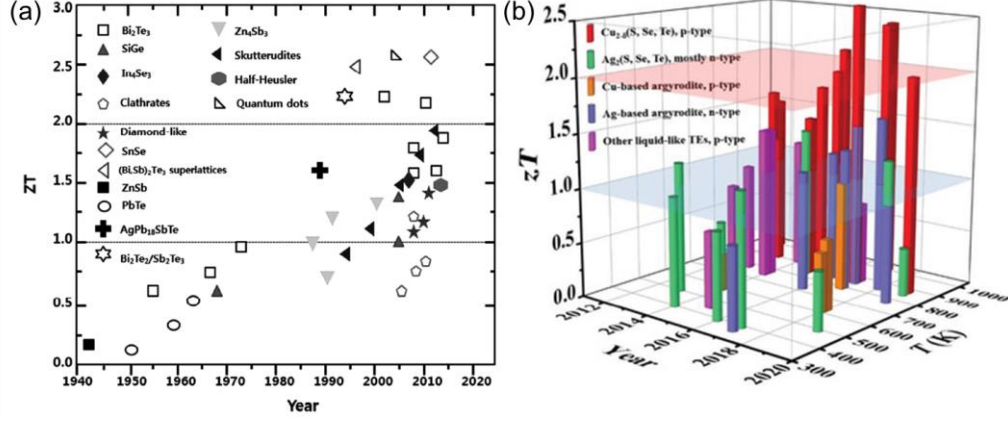 (a)
3.0
2.5
2.0
1.5
1.0
0.5
0.0
ZT
Bi₂Te₃
SiGe
In₄Se₃
Clathrates
Diamond-like
SnSe
(Bi.Sb)₂Te₃ superlattices
ZnSb
PbTe
AgPb₁₈SbTe
Bi₂Te₂/Sb₂Te₃
Zn₄Sb₃
Skutterudites
Half-Heusler
Quantum dots
1940 1950 1960 1970 1980 1990 2000 2010 2020
Year
(b)
2.5
2.0
1.5
1.0
0.5
0.0
zT
Cu₂₋δ(S, Se, Te), p-type
Ag₂(S, Se, Te), mostly n-type
Cu-based argyrodite, p-type
Ag-based argyrodite, n-type
Other liquid-like TEs, p-type
2012
2014
2016
2018
2020
Year
300
400
500
600
700
800
900
1000
T (K)